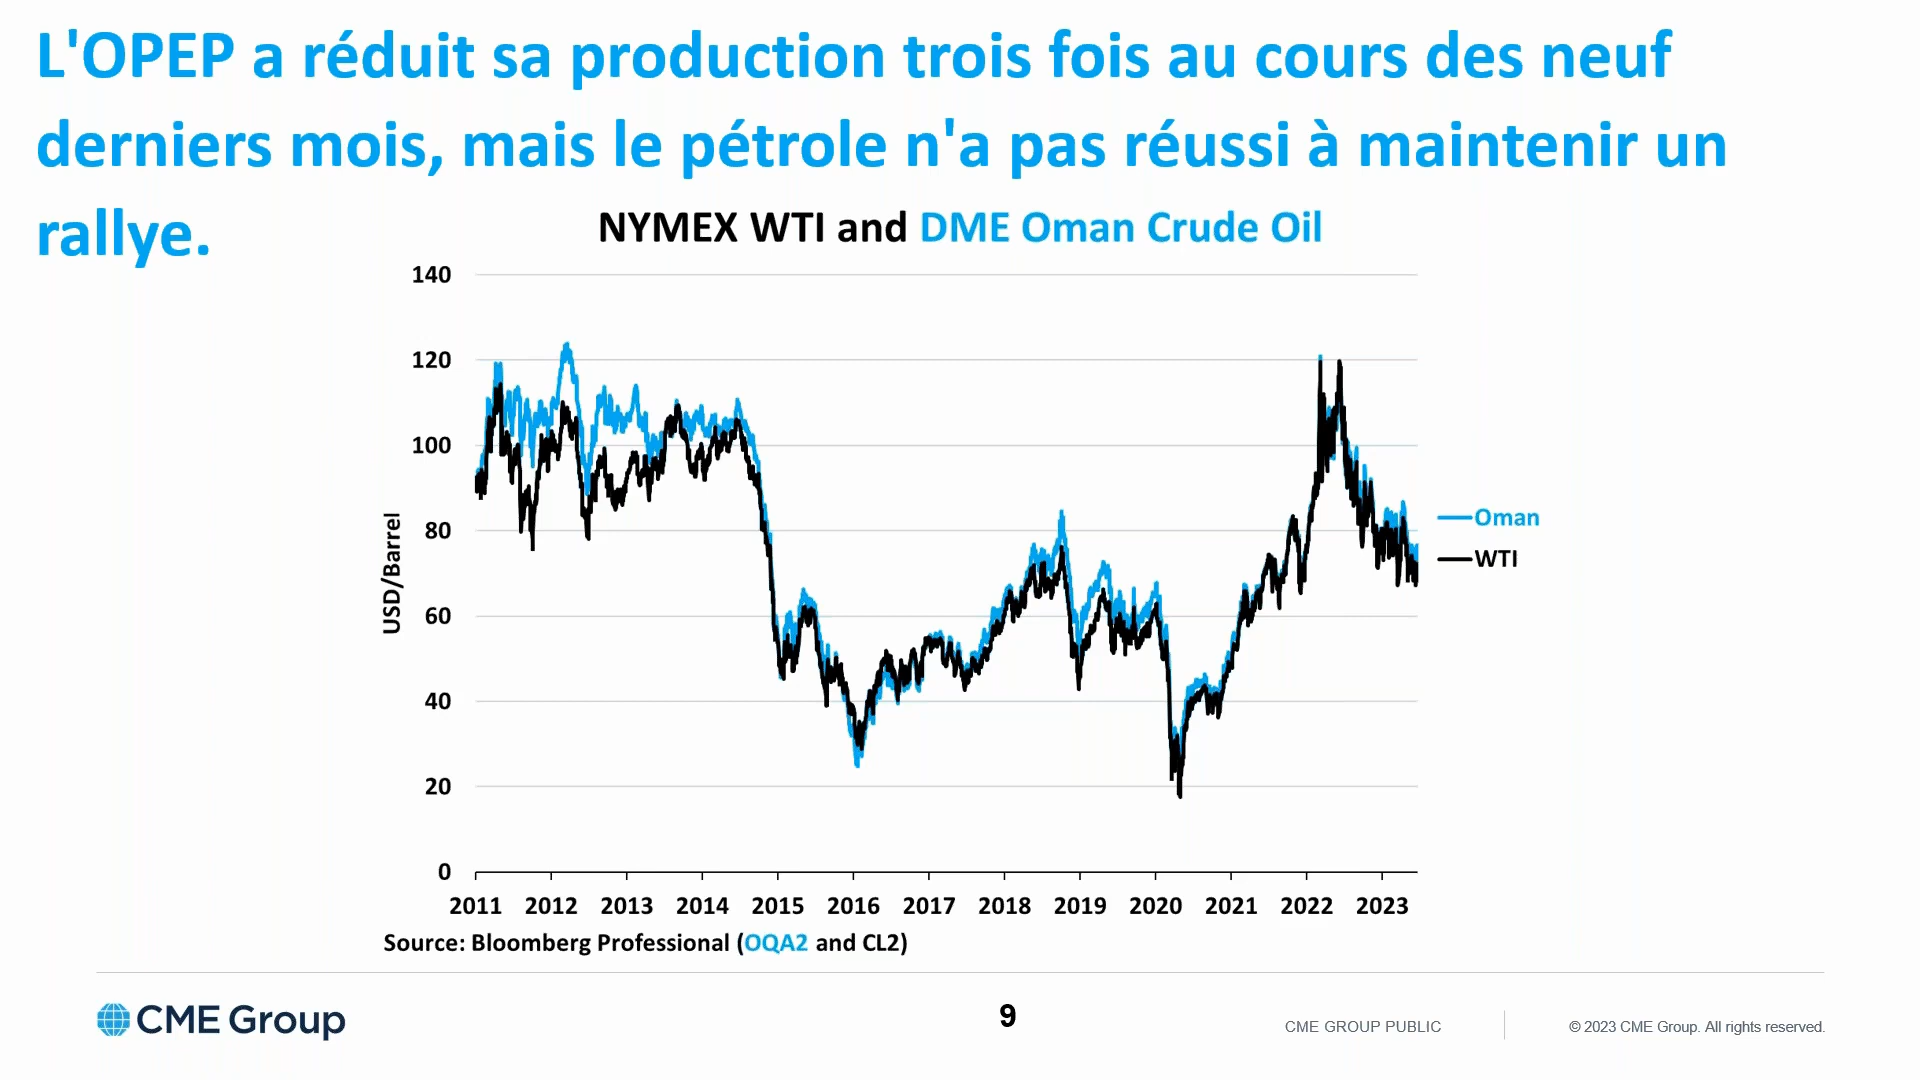 L'OPEP a réduit sa production trois fois au cours des neuf
derniers mois, mais le pétrole n'a pas réussi à maintenir un
rallye.
NYMEX WTI and DME Oman Crude Oil
140
120
100
80
60
40
20
0
USD/Barrel
2011 2012 2013 2014 2015 2016 2017 2018 2019 2020 2021 2022 2023
Oman
WTI
Source: Bloomberg Professional (OQA2 and CL2)
CME Group
9
CME GROUP PUBLIC
© 2023 CME Group. All rights reserved.